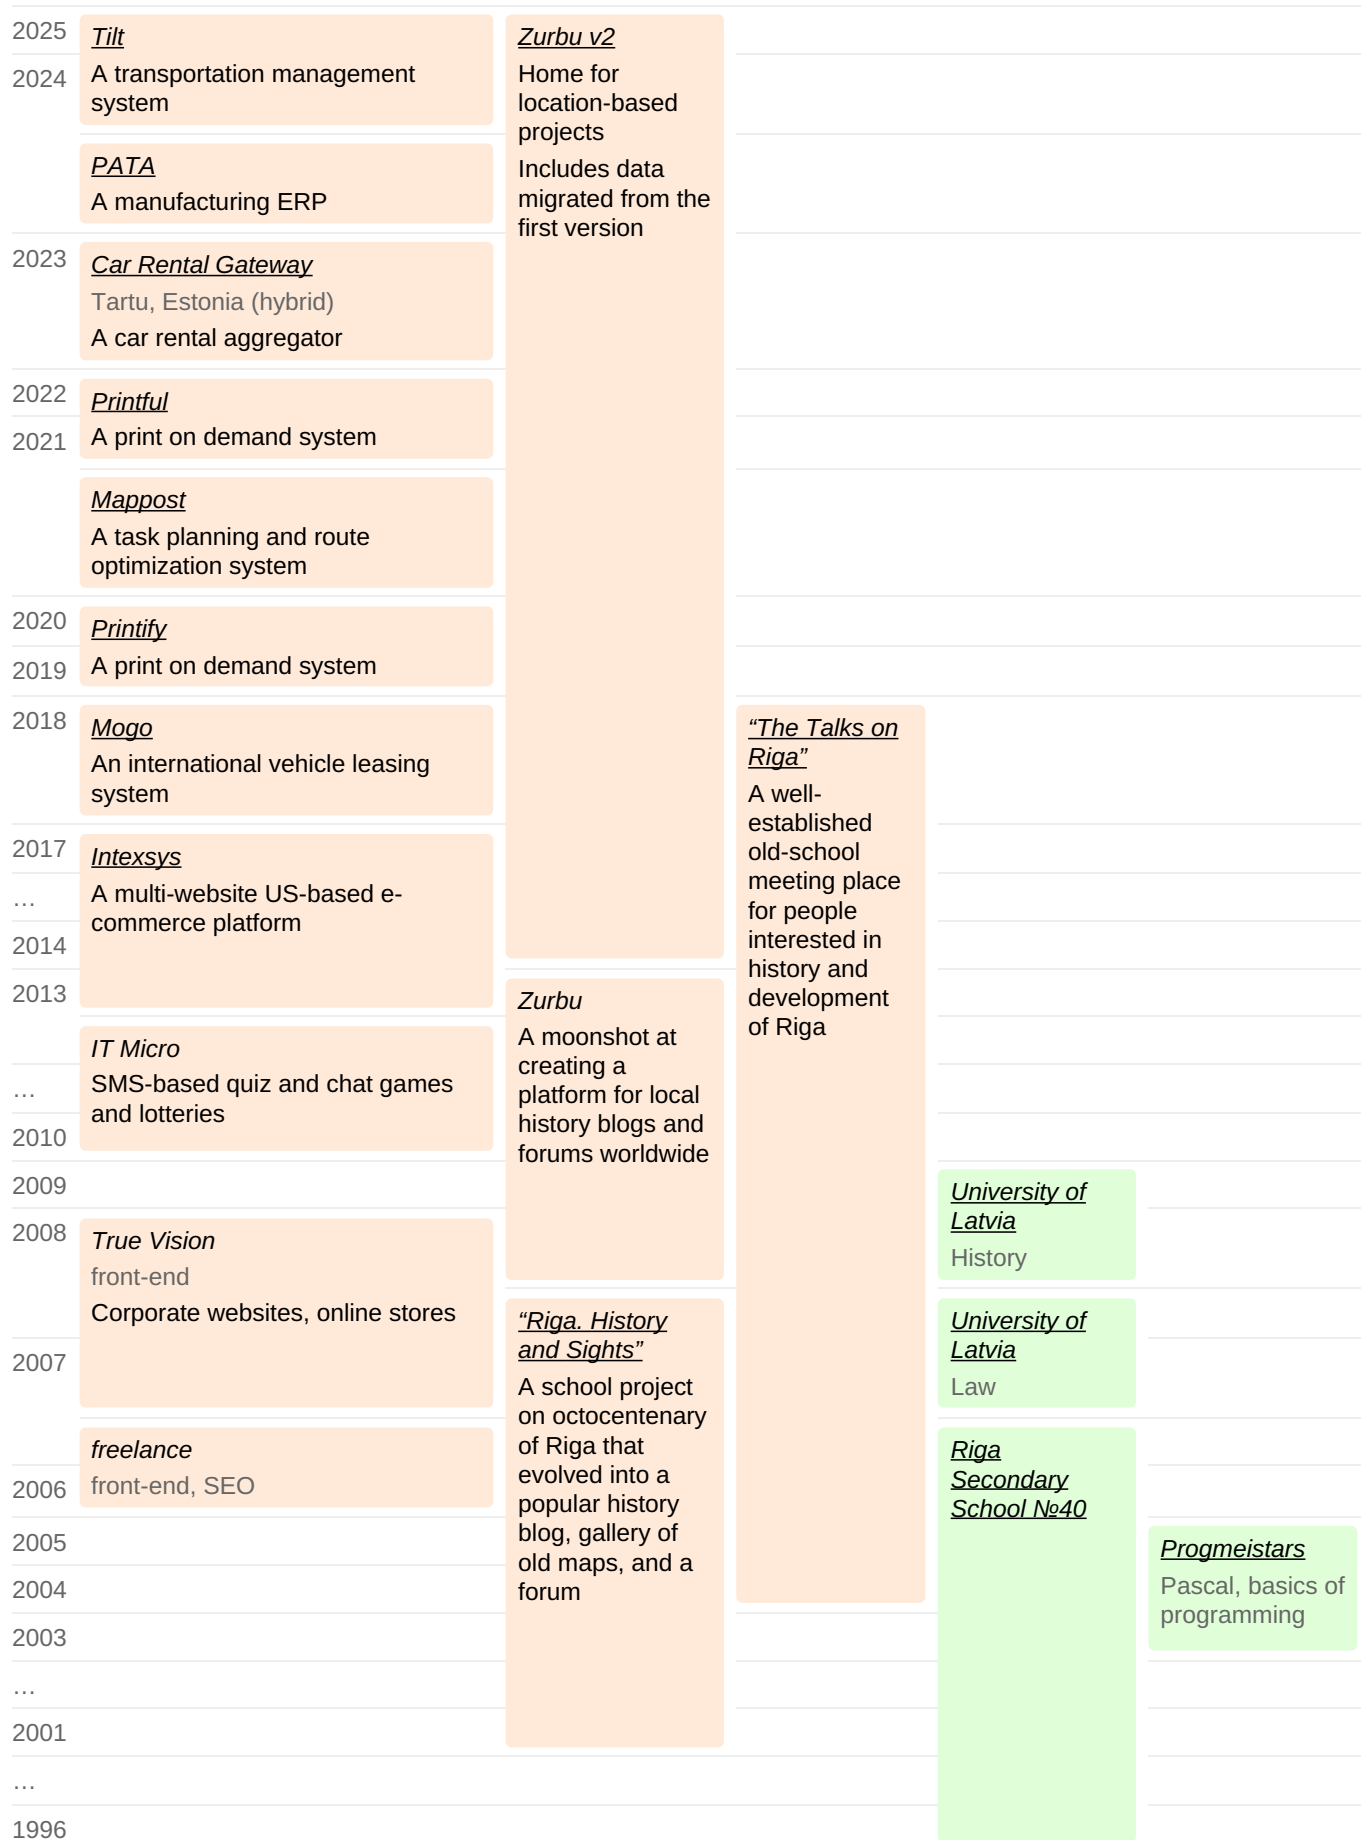 2025
Tilt
A transportation management
system
2024
PATA
A manufacturing ERP
Zurbu v2
Home for
location-based
projects
Includes data
migrated from the
first version
2023
Car Rental Gateway
Tartu, Estonia (hybrid)
A car rental aggregator
2022
Printful
A print on demand system
2021
Mappost
A task planning and route
optimization system
2020
Printify
A print on demand system
2019
2018
Mogo
An international vehicle leasing
system
“The Talks on
Riga”
A well-
established
old-school
meeting place
for people
interested in
history and
development
of Riga
2017
Intexsys
A multi-website US-based e-
commerce platform
…
2014
2013
Zurbu
A moonshot at
creating a
platform for local
history blogs and
forums worldwide
IT Micro
SMS-based quiz and chat games
and lotteries
…
2010
2009
University of
Latvia
History
2008
True Vision
front-end
Corporate websites, online stores
“Riga. History
and Sights”
A school project
on octocentenary
of Riga that
evolved into a
popular history
blog, gallery of
old maps, and a
forum
University of
Latvia
Law
2007
freelance
front-end, SEO
Riga
Secondary
School №40
2006
2005
Progmeistars
Pascal, basics of
programming
2004
2003
…
2001
…
1996